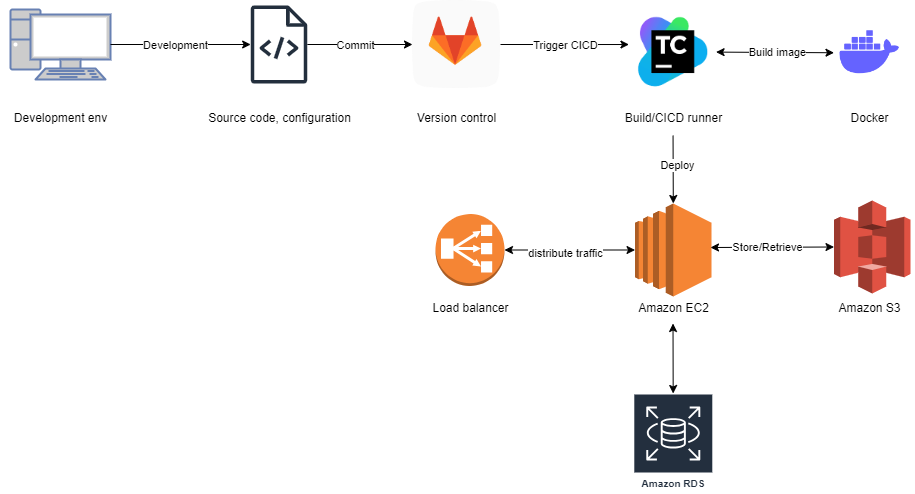 Development
Commit
Trigger CICD
TC
Build image
Development env
Source code, configuration
Version control
Build/CICD runner
Docker
Deploy
distribute traffic
Store/Retrieve
Load balancer
Amazon EC2
Amazon S3
Amazon RDS